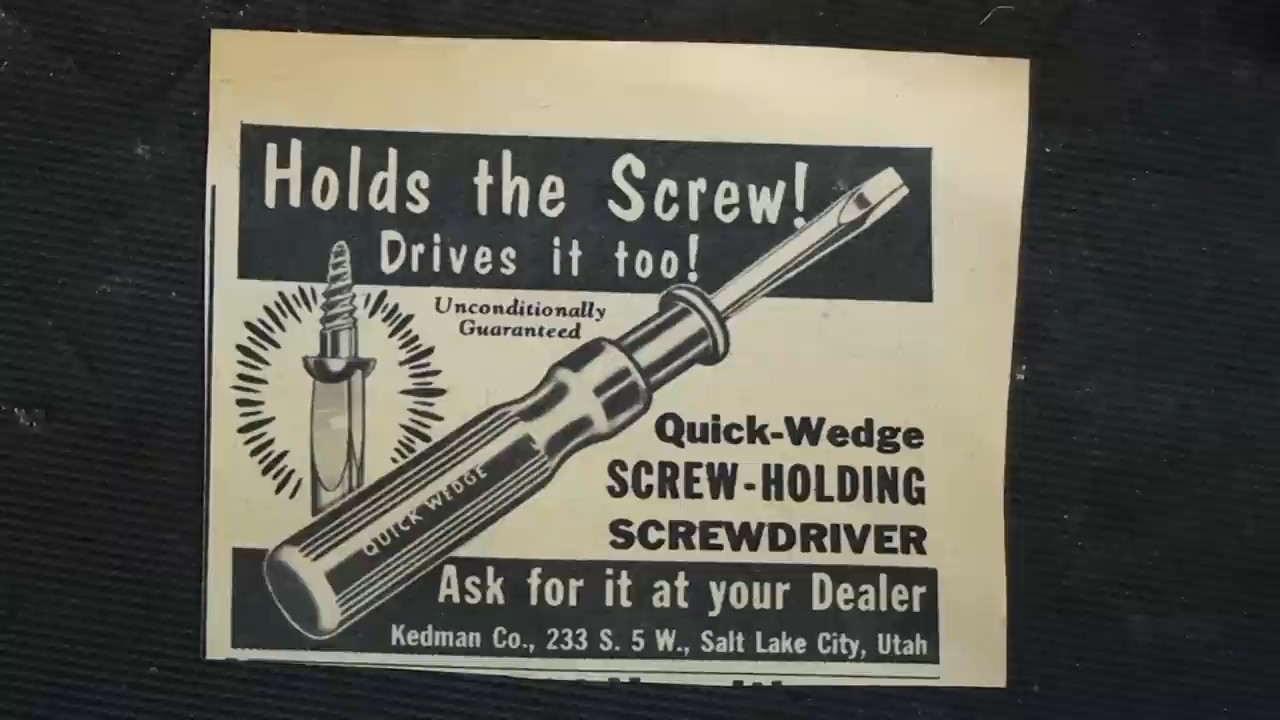 Holds the Screw!
Drives it too!
Unconditionally
Guaranteed
QUICK WEDGE
Quick-Wedge
SCREW-HOLDING
SCREWDRIVER
Ask for it at your Dealer
Kedman Co., 233 S. 5 W., Salt Lake City, Utah